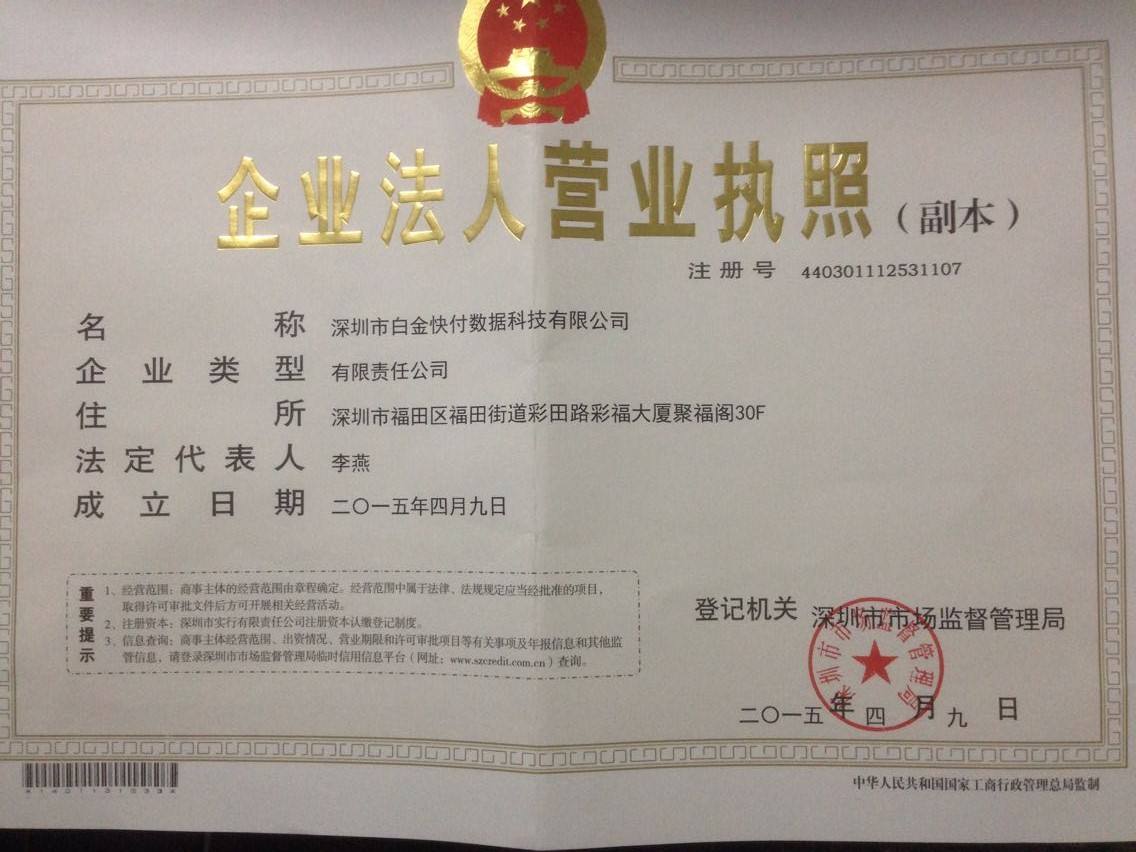 企业法人营业执照（副本）
注册号 440301112531107
名称 深圳市白金快付数据科技有限公司
企业类型 有限责任公司
住所 深圳市福田区福田街道彩田路彩福大厦聚福阁30F
法定代表人 李燕
成立日期 二〇一五年四月九日
重要提示
1、经营范围：商事主体的经营范围由章程确定。经营范围中属于法律、法规规定应当经批准的项目，
取得许可审批文件后方可开展相关经营活动。
2、注册资本：深圳市实行有限责任公司注册资本认缴登记制度。
3、信息查询：商事主体经营范围、出资情况、营业期限和许可审批项目等有关事项及年报信息和其他监
管信息，请登录深圳市市场监督管理局临时信用信息平台（网址：www.szcredit.com.cn）查询。
登记机关 深圳市市场监督管理局
深圳市市场监督管理局
二〇一五年四月九日
中华人民共和国国家工商行政管理总局监制